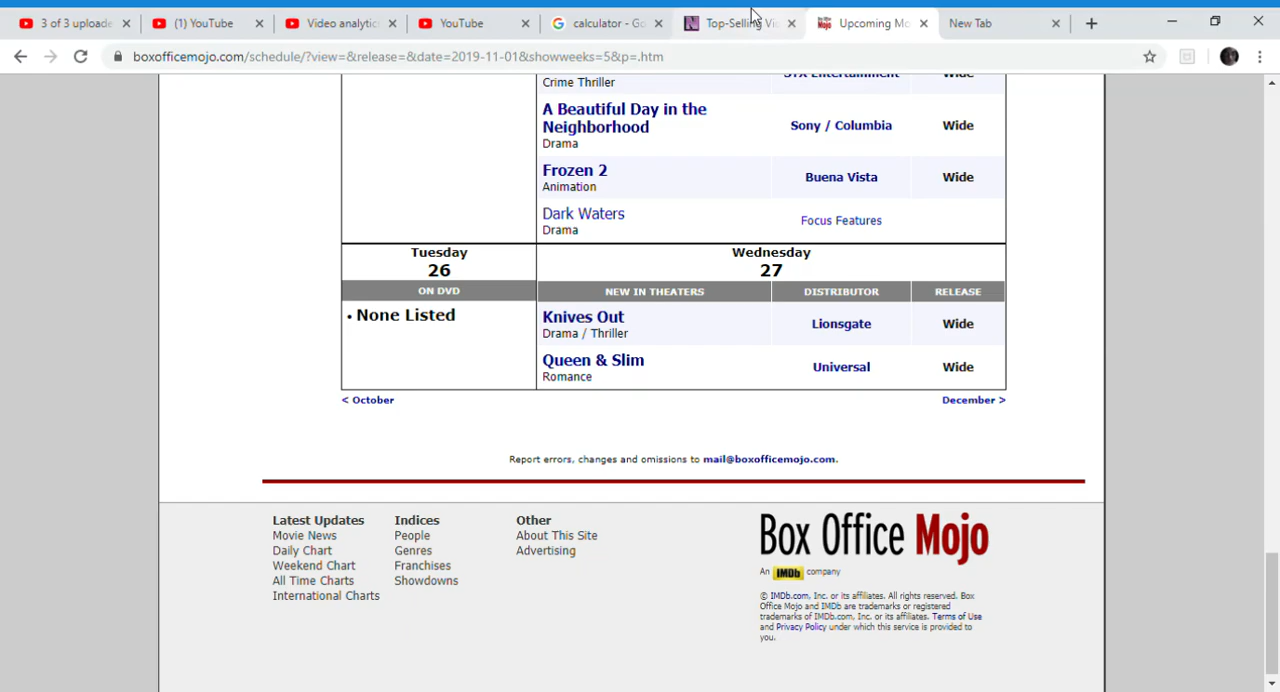 3 of 3 uploade
(1) YouTube
Video analytic
YouTube
calculator - Go
Top-Selling Vi
Upcoming Mo
New Tab
boxofficemojo.com/schedule/?view=&release=&date=2019-11-01&showweeks=5&p=.htm
STX Entertainment
Wide
Crime Thriller
A Beautiful Day in the
Neighborhood
Drama
Sony / Columbia
Wide
Frozen 2
Animation
Buena Vista
Wide
Dark Waters
Drama
Focus Features
Tuesday
26
Wednesday
27
ON DVD
NEW IN THEATERS
DISTRIBUTOR
RELEASE
• None Listed
Knives Out
Drama / Thriller
Lionsgate
Wide
Queen & Slim
Romance
Universal
Wide
< October
December >
Report errors, changes and omissions to mail@boxofficemojo.com.
Latest Updates
Movie News
Daily Chart
Weekend Chart
All Time Charts
International Charts
Indices
People
Genres
Franchises
Showdowns
Other
About This Site
Advertising
Box Office Mojo
An IMDb company
© IMDb.com, Inc. or its affiliates. All rights reserved. Box
Office Mojo and IMDb are trademarks or registered
trademarks of IMDb.com, Inc. or its affiliates. Terms of Use
and Privacy Policy under which this service is provided to
you.